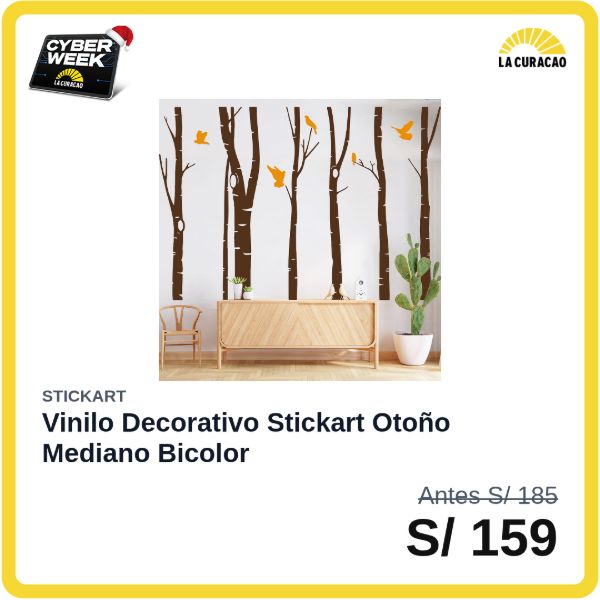 CYBER
WEEK
LA CURACAO
LA CURACAO
STICKART
Vinilo Decorativo Stickart Otoño
Mediano Bicolor
Antes S/ 185
S/ 159